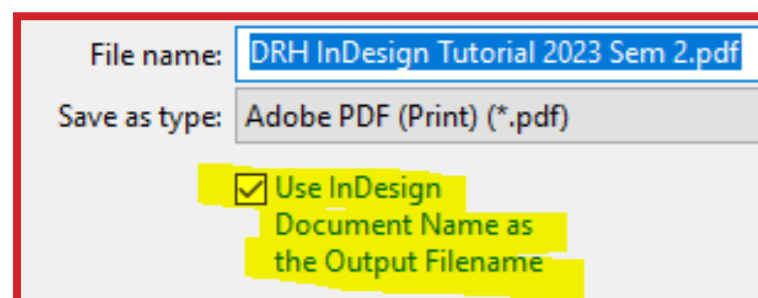 File name: DRH InDesign Tutorial 2023 Sem 2.pdf
Save as type: Adobe PDF (Print) (*.pdf)
Use InDesign
Document Name as
the Output Filename